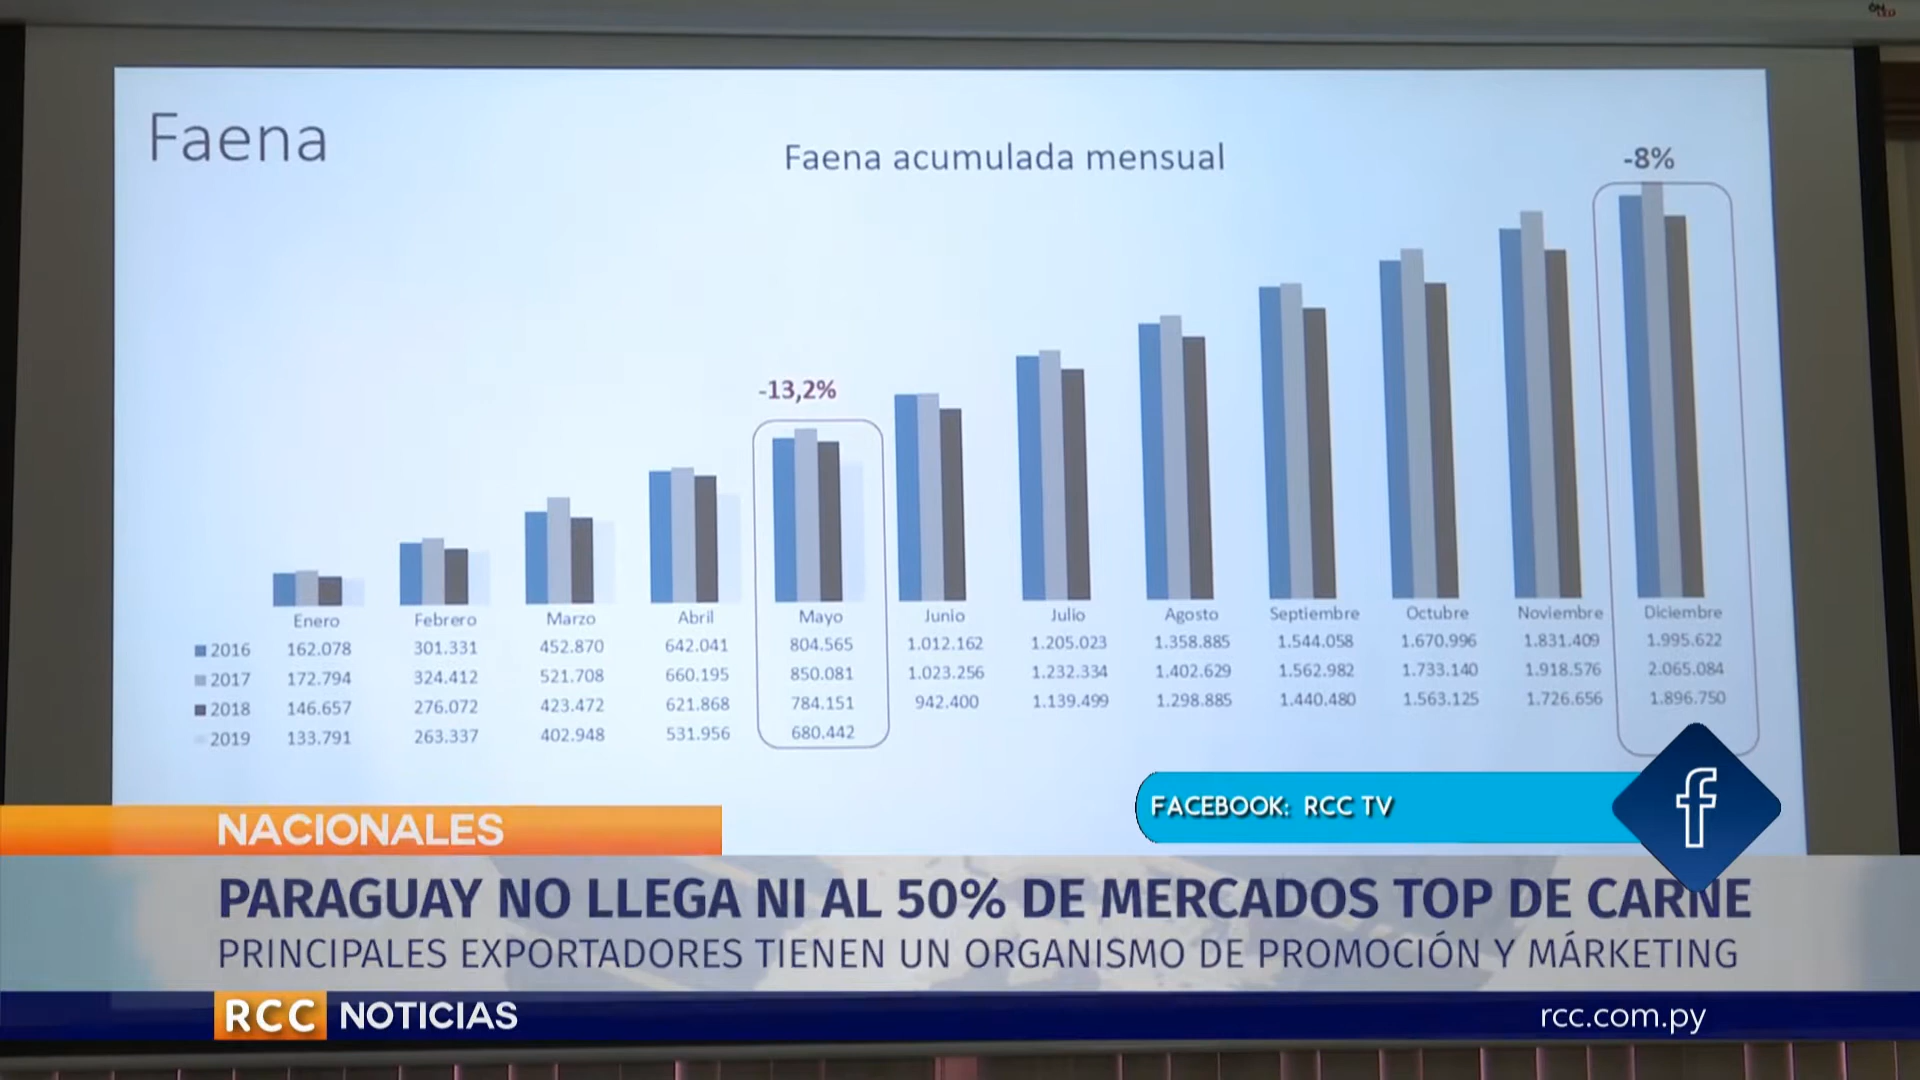 Faena
Faena acumulada mensual
-8%
-13,2%
Enero Febrero Marzo Abril Mayo Junio Julio Agosto Septiembre Octubre Noviembre Diciembre
2016 162.078 301.331 452.870 642.041 804.565 1.012.162 1.205.023 1.358.885 1.544.058 1.670.996 1.831.409 1.995.622
2017 172.794 324.412 521.708 660.195 850.081 1.023.256 1.232.334 1.402.629 1.562.982 1.733.140 1.918.576 2.065.084
2018 146.657 276.072 423.472 621.868 784.151 942.400 1.139.499 1.298.885 1.440.480 1.563.125 1.726.656 1.896.750
2019 133.791 263.337 402.948 531.956 680.442
FACEBOOK: RCC TV
f
NACIONALES
PARAGUAY NO LLEGA NI AL 50% DE MERCADOS TOP DE CARNE
PRINCIPALES EXPORTADORES TIENEN UN ORGANISMO DE PROMOCIÓN Y MÁRKETING
RCC NOTICIAS
rcc.com.py